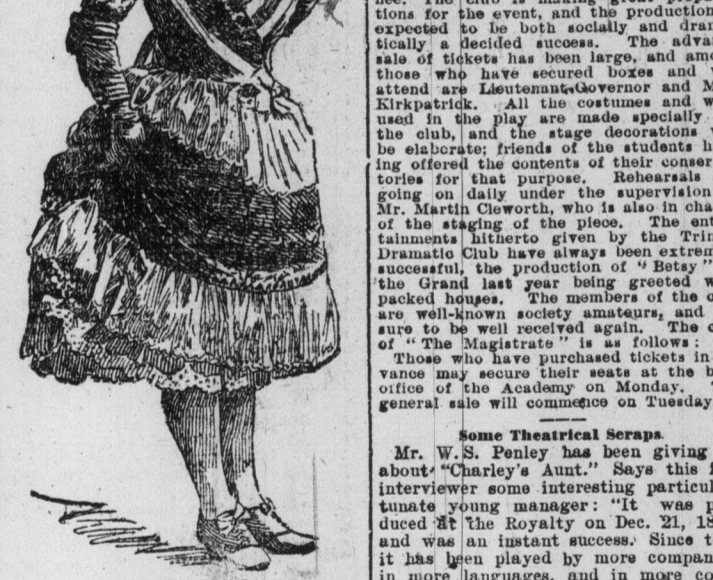 tions for the event, and the production
expected to be both socially and dram
tically a decided success. The adva
sale of tickets has been large, and amo
those who have secured boxes and
attend are Lieutenant-Governor and M
Kirkpatrick. All the costumes and w
used in the play are made specially
the club, and the stage decorations
be elaborate; friends of the students h
ing offered the contents of their conser
tories for that purpose. Rehearsals
going on daily under the supervision
Mr. Martin Cleworth, who is also in cha
of the staging of the piece. The ent
tainments hitherto given by the Trin
Dramatic Club have always been extrem
successful, the production of "Betsy"
the Grand last year being greeted w
packed houses. The members of the c
are well-known society amateurs, and
sure to be well received again. The c
of "The Magistrate" is as follows:
Those who have purchased tickets in
vance may secure their seats at the b
office of the Academy on Monday.
general sale will commence on Tuesday
Some Theatrical Scraps.
Mr. W. S. Penley has been giving
about "Charley's Aunt." Says this f
interviewer some interesting particul
tunate young manager: "It was p
duced at the Royalty on Dec. 21, 18
and was an instant success. Since t
it has been played by more compan
in more languages, and in more co